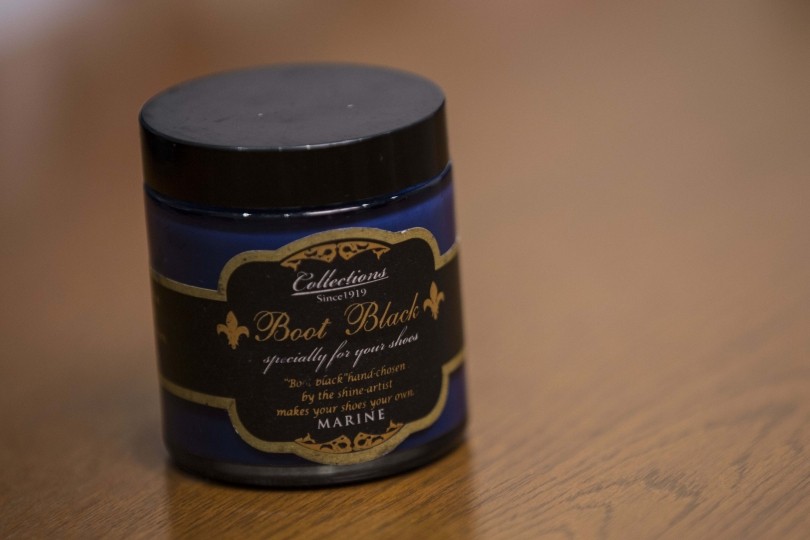 Collections
Since1919
Boot Black
specially for your shoes
"Boot black"hand-chosen
by the shine-artist
makes your shoes your own.
MARINE